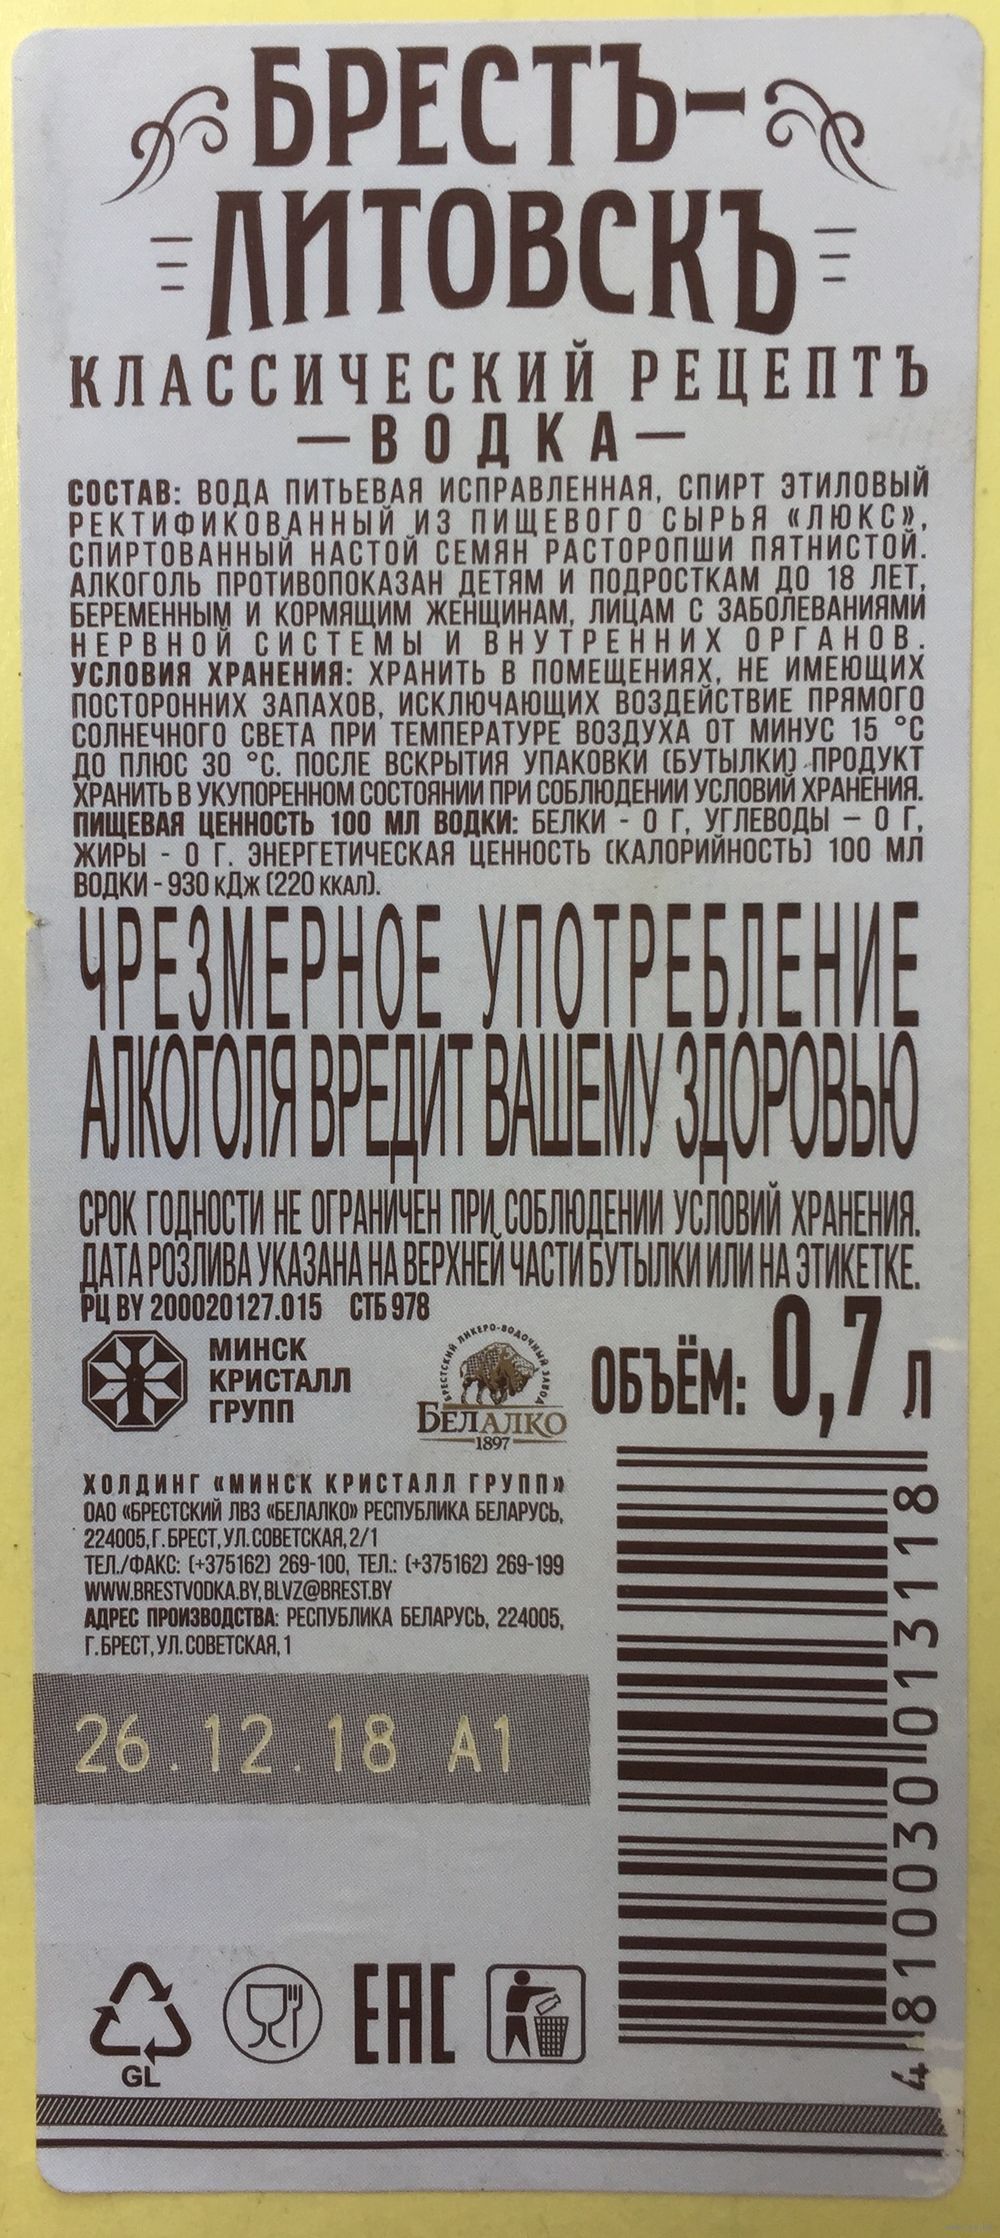 БРЕСТЪ-
ЛИТОВСКЪ
КЛАССИЧЕСКИЙ РЕЦЕПТЪ
— ВОДКА —
СОСТАВ: ВОДА ПИТЬЕВАЯ ИСПРАВЛЕННАЯ, СПИРТ ЭТИЛОВЫЙ
РЕКТИФИКОВАННЫЙ ИЗ ПИЩЕВОГО СЫРЬЯ «ЛЮКС»,
СПИРТОВАННЫЙ НАСТОЙ СЕМЯН РАСТОРОПШИ ПЯТНИСТОЙ.
АЛКОГОЛЬ ПРОТИВОПОКАЗАН ДЕТЯМ И ПОДРОСТКАМ ДО 18 ЛЕТ,
БЕРЕМЕННЫМ И КОРМЯЩИМ ЖЕНЩИНАМ, ЛИЦАМ С ЗАБОЛЕВАНИЯМИ
НЕРВНОЙ СИСТЕМЫ И ВНУТРЕННИХ ОРГАНОВ.
УСЛОВИЯ ХРАНЕНИЯ: ХРАНИТЬ В ПОМЕЩЕНИЯХ, НЕ ИМЕЮЩИХ
ПОСТОРОННИХ ЗАПАХОВ, ИСКЛЮЧАЮЩИХ ВОЗДЕЙСТВИЕ ПРЯМОГО
СОЛНЕЧНОГО СВЕТА ПРИ ТЕМПЕРАТУРЕ ВОЗДУХА ОТ МИНУС 15 °С
ДО ПЛЮС 30 °С. ПОСЛЕ ВСКРЫТИЯ УПАКОВКИ (БУТЫЛКИ) ПРОДУКТ
ХРАНИТЬ В УКУПОРЕННОМ СОСТОЯНИИ ПРИ СОБЛЮДЕНИИ УСЛОВИЙ ХРАНЕНИЯ.
ПИЩЕВАЯ ЦЕННОСТЬ 100 МЛ ВОДКИ: БЕЛКИ - 0 Г, УГЛЕВОДЫ – 0 Г,
ЖИРЫ - 0 Г. ЭНЕРГЕТИЧЕСКАЯ ЦЕННОСТЬ (КАЛОРИЙНОСТЬ) 100 МЛ
ВОДКИ - 930 кДж (220 ккал).
ЧРЕЗМЕРНОЕ УПОТРЕБЛЕНИЕ
АЛКОГОЛЯ ВРЕДИТ ВАШЕМУ ЗДОРОВЬЮ
СРОК ГОДНОСТИ НЕ ОГРАНИЧЕН ПРИ СОБЛЮДЕНИИ УСЛОВИЙ ХРАНЕНИЯ.
ДАТА РОЗЛИВА УКАЗАНА НА ВЕРХНЕЙ ЧАСТИ БУТЫЛКИ ИЛИ НА ЭТИКЕТКЕ.
РЦ BY 200020127.015 СТБ 978
МИНСК
КРИСТАЛЛ
ГРУПП
БРЕСТСКИЙ ЛИКЕРО-ВОДОЧНЫЙ ЗАВОД
БЕЛАЛКО
1897
ОБЪЁМ: 0,7 л
ХОЛДИНГ «МИНСК КРИСТАЛЛ ГРУПП»
ОАО «БРЕСТСКИЙ ЛВЗ «БЕЛАЛКО» РЕСПУБЛИКА БЕЛАРУСЬ,
224005, Г. БРЕСТ, УЛ. СОВЕТСКАЯ, 2/1
ТЕЛ./ФАКС: (+375162) 269-100, ТЕЛ.: (+375162) 269-199
WWW.BRESTVODKA.BY, BLVZ@BREST.BY
АДРЕС ПРОИЗВОДСТВА: РЕСПУБЛИКА БЕЛАРУСЬ, 224005,
Г. БРЕСТ, УЛ. СОВЕТСКАЯ, 1
26.12.18 A1
4 810030 013118
GL
EAC